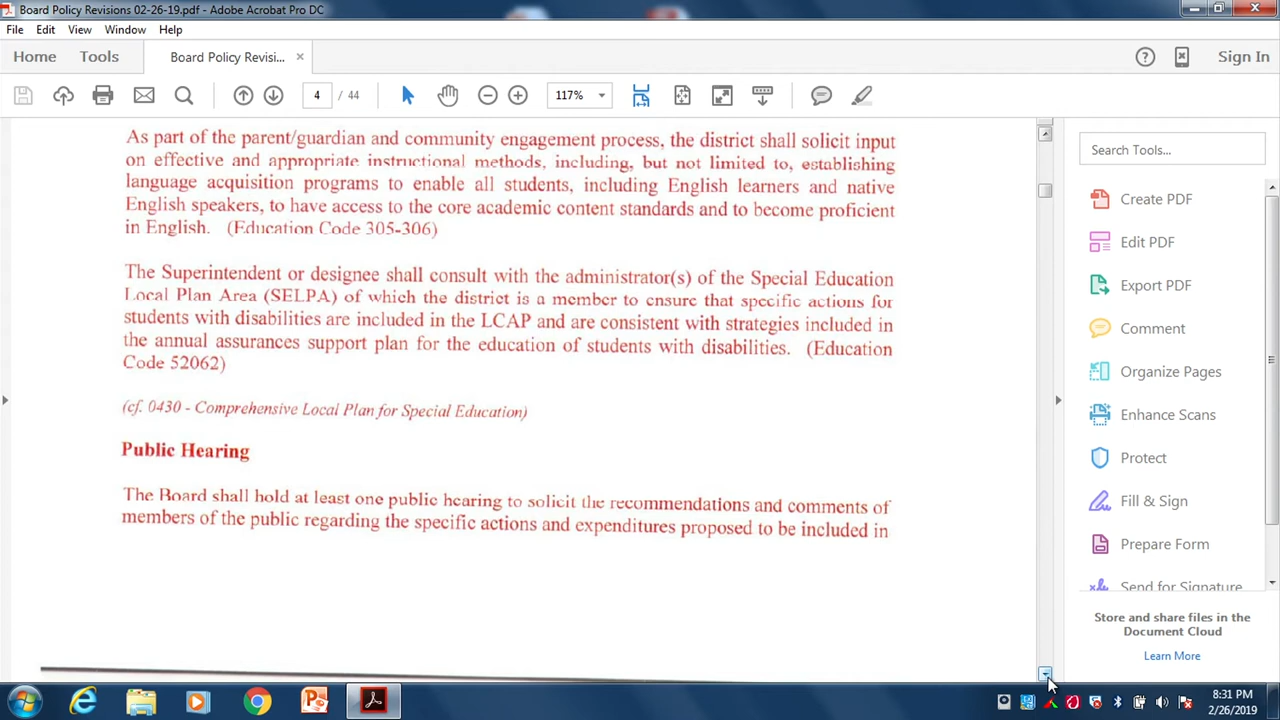 Board Policy Revisions 02-26-19.pdf - Adobe Acrobat Pro DC
File Edit View Window Help
Home Tools Board Policy Revisi... × Sign In
4 / 44 117%
As part of the parent/guardian and community engagement process, the district shall solicit input
on effective and appropriate instructional methods, including, but not limited to, establishing
language acquisition programs to enable all students, including English learners and native
English speakers, to have access to the core academic content standards and to become proficient
in English. (Education Code 305-306)
The Superintendent or designee shall consult with the administrator(s) of the Special Education
Local Plan Area (SELPA) of which the district is a member to ensure that specific actions for
students with disabilities are included in the LCAP and are consistent with strategies included in
the annual assurances support plan for the education of students with disabilities. (Education
Code 52062)
(cf. 0430 - Comprehensive Local Plan for Special Education)
Public Hearing
The Board shall hold at least one public hearing to solicit the recommendations and comments of
members of the public regarding the specific actions and expenditures proposed to be included in
Search Tools...
Create PDF
Edit PDF
Export PDF
Comment
Organize Pages
Enhance Scans
Protect
Fill & Sign
Prepare Form
Send for Signature
Store and share files in the
Document Cloud
Learn More
8:31 PM
2/26/2019